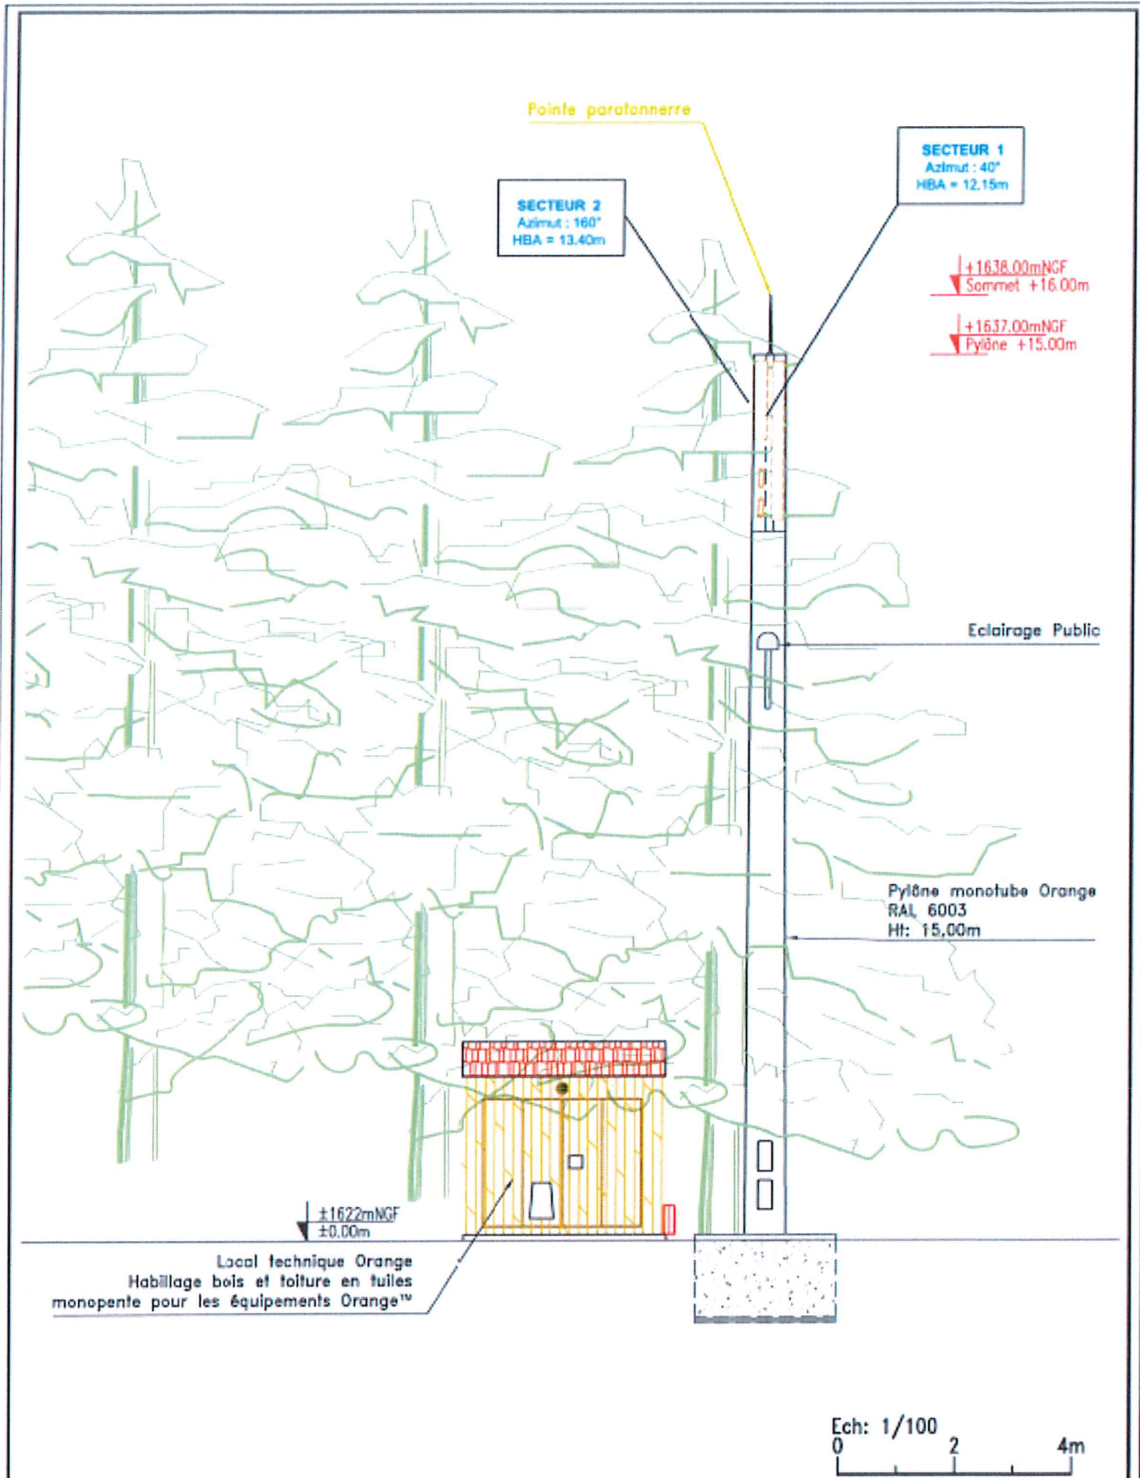 Pointe paratonnerre
SECTEUR 1
Azimut : 40°
HBA = 12.15m
SECTEUR 2
Azimut : 160°
HBA = 13.40m
+1638.00mNGF
Sommet +16.00m
+1637.00mNGF
Pylône +15.00m
Eclairage Public
Pylône monotube Orange
RAL 6003
Ht: 15,00m
±1622mNGF
±0.00m
Local technique Orange
Habillage bois et toiture en tuiles
monopente pour les équipements Orange™
Ech: 1/100
0 2 4m